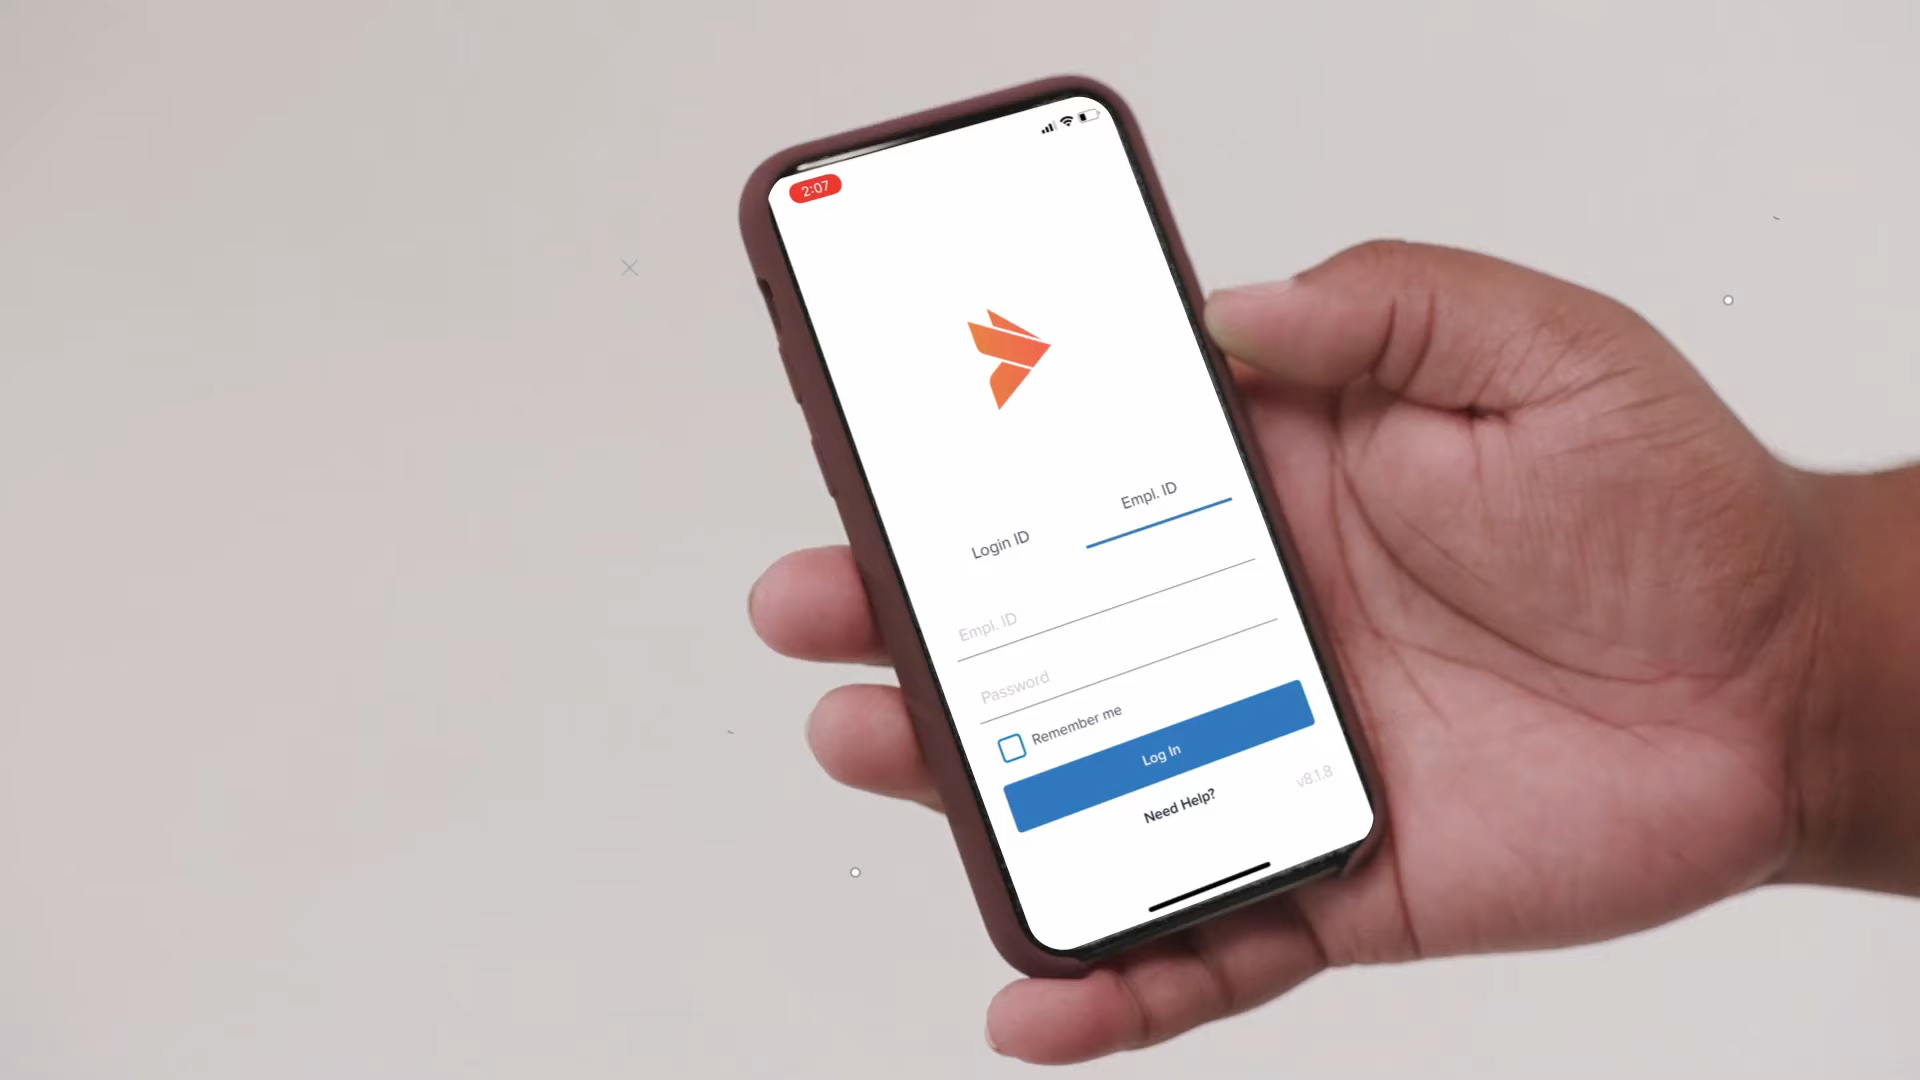 2:07
Login ID
Empl. ID
Empl. ID
Password
Remember me
Log In
Need Help?
v8.1.8